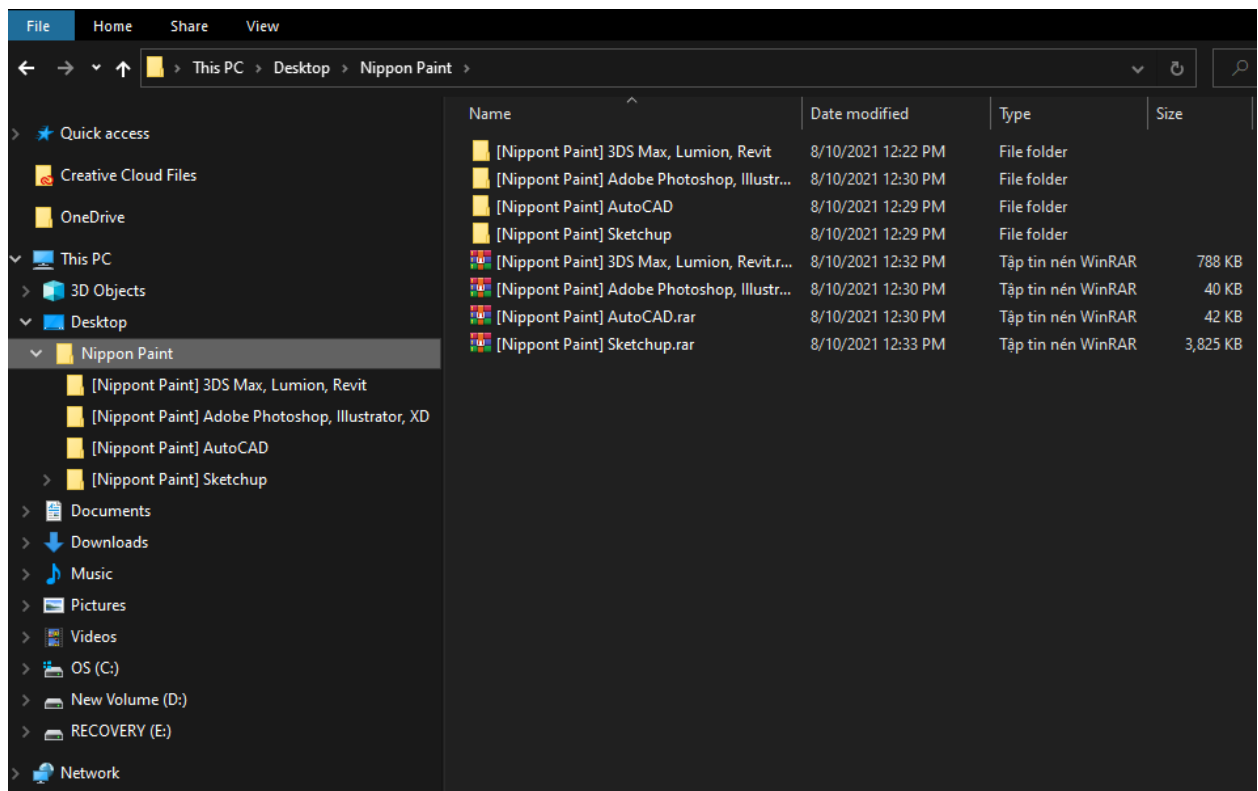 File Home Share View
This PC > Desktop > Nippon Paint >
Name Date modified Type Size
Quick access
Creative Cloud Files
OneDrive
This PC
3D Objects
Desktop
Nippon Paint
[Nippont Paint] 3DS Max, Lumion, Revit
[Nippont Paint] Adobe Photoshop, Illustrator, XD
[Nippont Paint] AutoCAD
[Nippont Paint] Sketchup
Documents
Downloads
Music
Pictures
Videos
OS (C:)
New Volume (D:)
RECOVERY (E:)
Network
[Nippont Paint] 3DS Max, Lumion, Revit 8/10/2021 12:22 PM File folder
[Nippont Paint] Adobe Photoshop, Illustr... 8/10/2021 12:30 PM File folder
[Nippont Paint] AutoCAD 8/10/2021 12:29 PM File folder
[Nippont Paint] Sketchup 8/10/2021 12:29 PM File folder
[Nippont Paint] 3DS Max, Lumion, Revit.r... 8/10/2021 12:32 PM Tập tin nén WinRAR 788 KB
[Nippont Paint] Adobe Photoshop, Illustr... 8/10/2021 12:30 PM Tập tin nén WinRAR 40 KB
[Nippont Paint] AutoCAD.rar 8/10/2021 12:30 PM Tập tin nén WinRAR 42 KB
[Nippont Paint] Sketchup.rar 8/10/2021 12:33 PM Tập tin nén WinRAR 3,825 KB